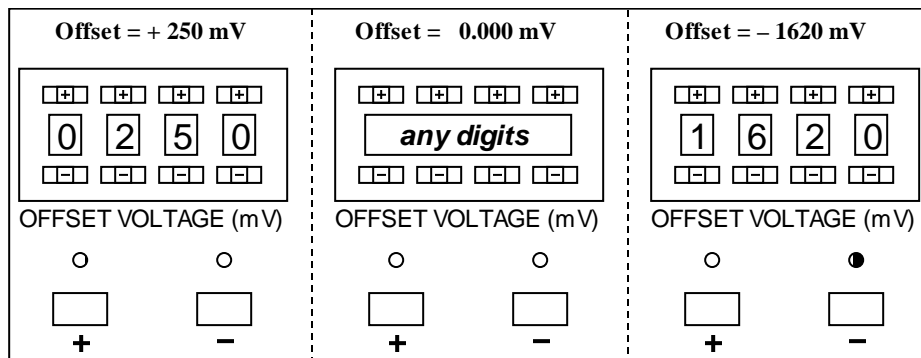 Offset = + 250 mV
+ + + +
0 2 5 0
− − − −
OFFSET VOLTAGE (mV)
+ −
Offset = 0.000 mV
+ + + +
any digits
− − − −
OFFSET VOLTAGE (mV)
+ −
Offset = – 1620 mV
+ + + +
1 6 2 0
− − − −
OFFSET VOLTAGE (mV)
+ −